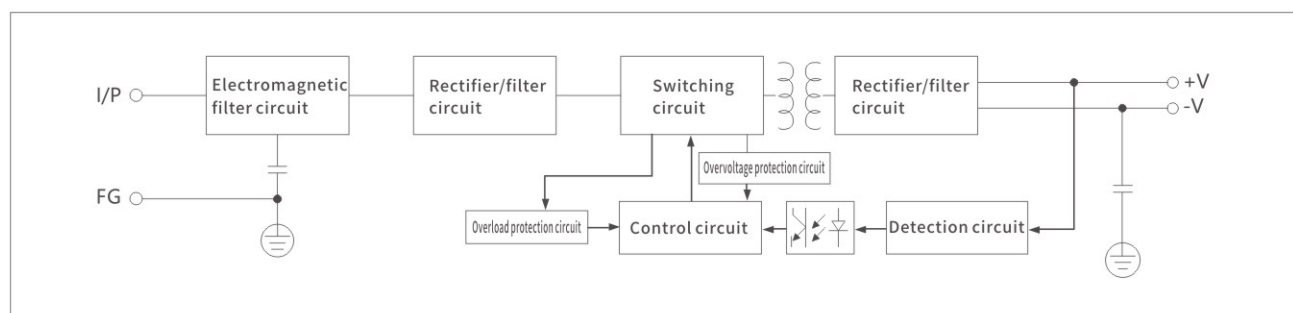 I/P
Electromagnetic
filter circuit
Rectifier/filter
circuit
Switching
circuit
Rectifier/filter
circuit
+V
-V
Overvoltage protection circuit
FG
Overload protection circuit
Control circuit
Detection circuit